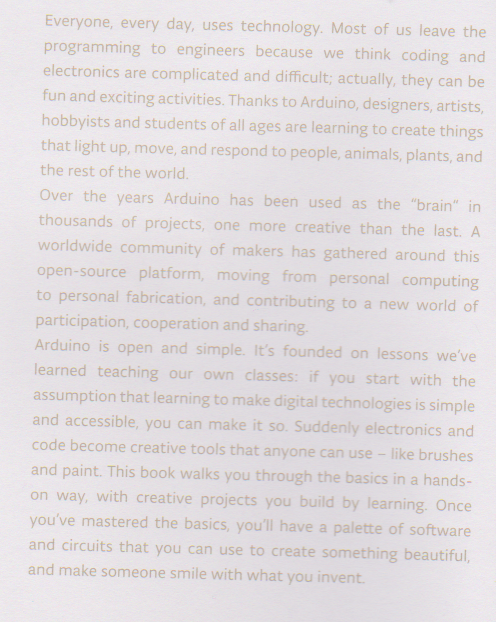 Everyone, every day, uses technology. Most of us leave the
programming to engineers because we think coding and
electronics are complicated and difficult; actually, they can be
fun and exciting activities. Thanks to Arduino, designers, artists,
hobbyists and students of all ages are learning to create things
that light up, move, and respond to people, animals, plants, and
the rest of the world.
Over the years Arduino has been used as the “brain” in
thousands of projects, one more creative than the last. A
worldwide community of makers has gathered around this
open-source platform, moving from personal computing
to personal fabrication, and contributing to a new world of
participation, cooperation and sharing.
Arduino is open and simple. It’s founded on lessons we’ve
learned teaching our own classes: if you start with the
assumption that learning to make digital technologies is simple
and accessible, you can make it so. Suddenly electronics and
code become creative tools that anyone can use – like brushes
and paint. This book walks you through the basics in a hands-
on way, with creative projects you build by learning. Once
you’ve mastered the basics, you’ll have a palette of software
and circuits that you can use to create something beautiful,
and make someone smile with what you invent.